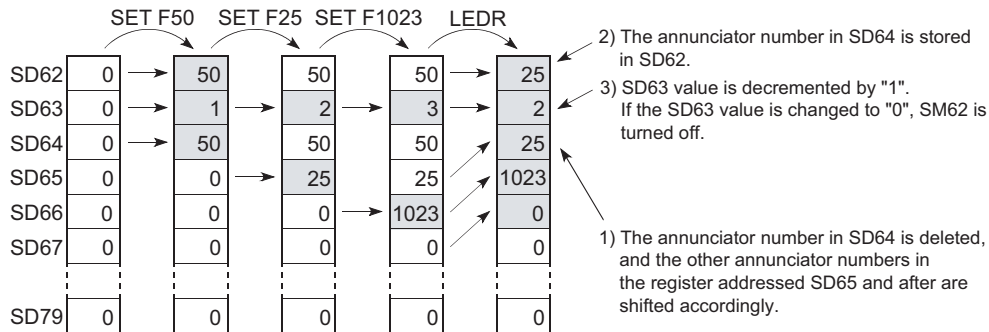 SET F50 SET F25 SET F1023 LEDR
SD62 0 50 50 50 25
SD63 0 1 2 3 2
SD64 0 50 50 50 25
SD65 0 0 25 25 1023
SD66 0 0 0 1023 0
SD67 0 0 0 0 0
SD79 0 0 0 0 0
2) The annunciator number in SD64 is stored
in SD62.
3) SD63 value is decremented by "1".
If the SD63 value is changed to "0", SM62 is
turned off.
1) The annunciator number in SD64 is deleted,
and the other annunciator numbers in
the register addressed SD65 and after are
shifted accordingly.